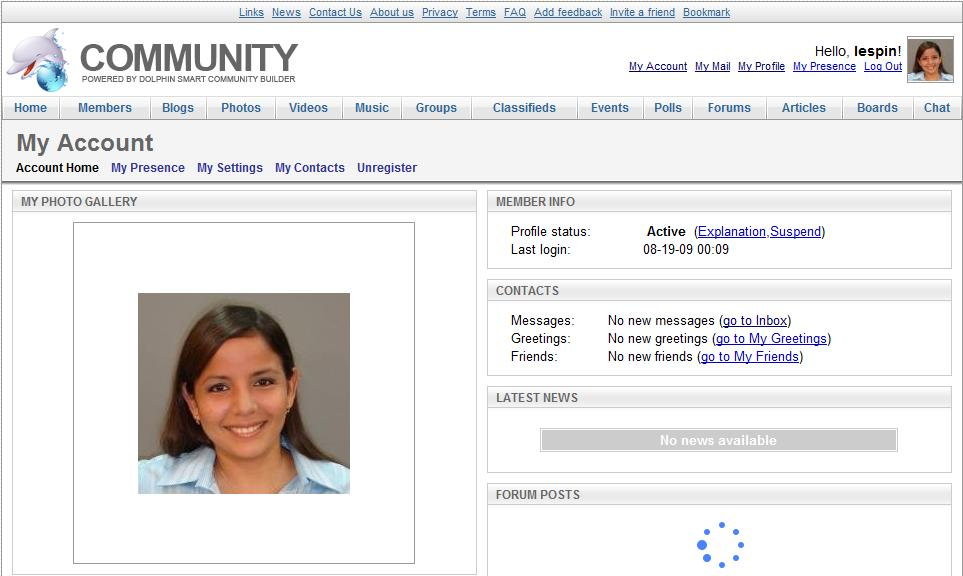 Links News Contact Us About us Privacy Terms FAQ Add feedback Invite a friend Bookmark
COMMUNITY
POWERED BY DOLPHIN SMART COMMUNITY BUILDER
Hello, lespin!
My Account My Mail My Profile My Presence Log Out
Home Members Blogs Photos Videos Music Groups Classifieds Events Polls Forums Articles Boards Chat
My Account
Account Home My Presence My Settings My Contacts Unregister
MY PHOTO GALLERY
MEMBER INFO
Profile status: Active (Explanation,Suspend)
Last login: 08-19-09 00:09
CONTACTS
Messages: No new messages (go to Inbox)
Greetings: No new greetings (go to My Greetings)
Friends: No new friends (go to My Friends)
LATEST NEWS
No news available
FORUM POSTS